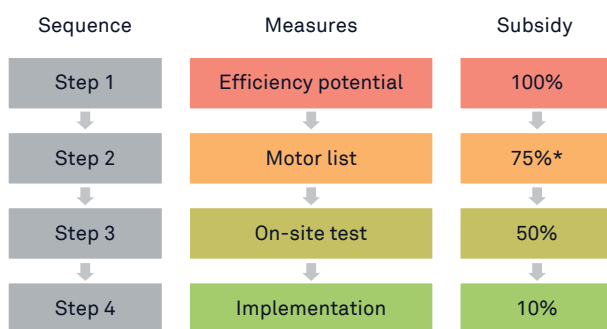 Sequence Measures Subsidy
Step 1 Efficiency potential 100%
Step 2 Motor list 75%*
Step 3 On-site test 50%
Step 4 Implementation 10%